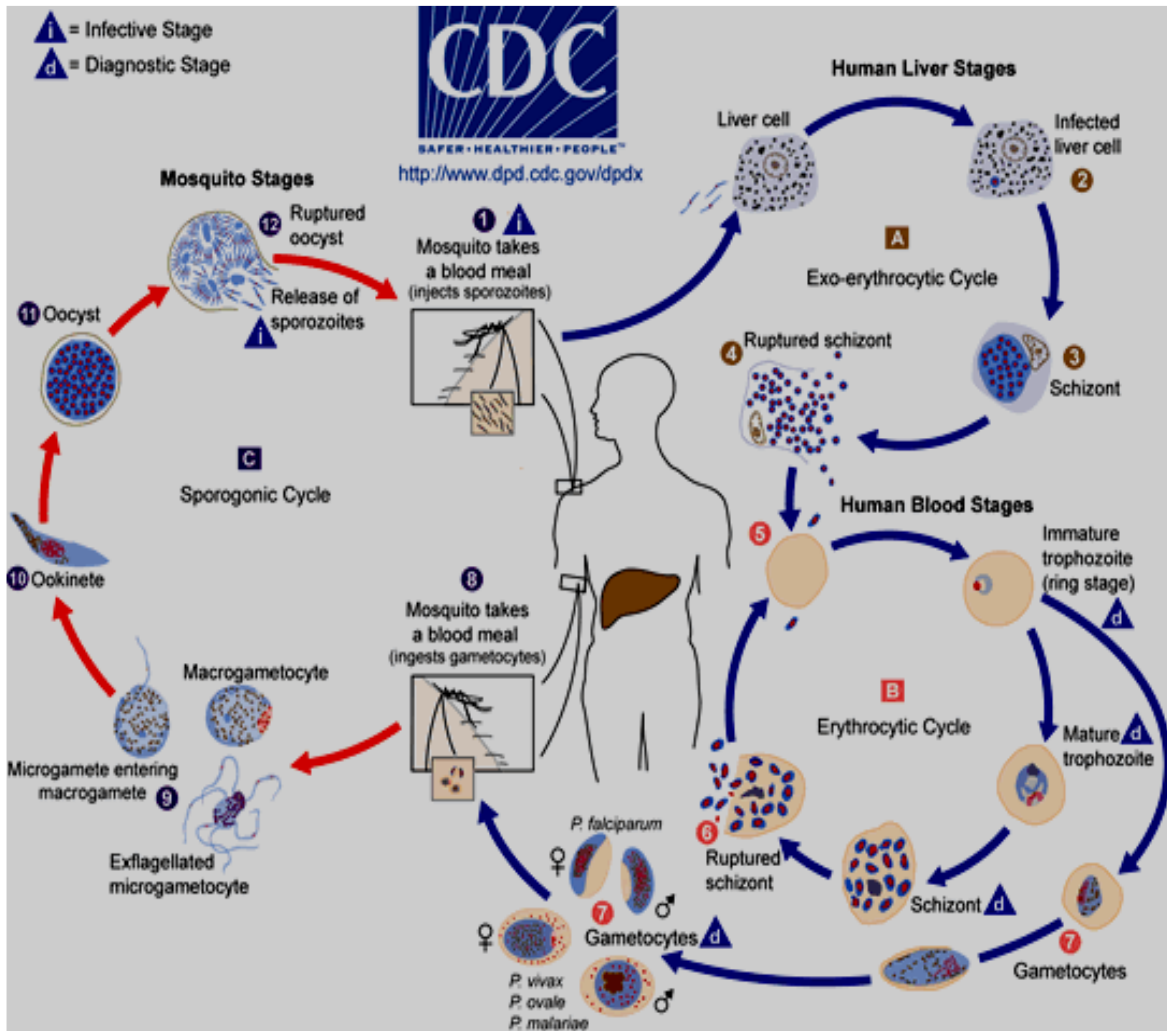 i = Infective Stage
d = Diagnostic Stage
CDC
SAFER • HEALTHIER • PEOPLE™
http://www.dpd.cdc.gov/dpdx
Human Liver Stages
Liver cell
Infected
liver cell
2
A
Exo-erythrocytic Cycle
3
Schizont
4
Ruptured schizont
Mosquito Stages
12
Ruptured
oocyst
1 i
Mosquito takes
a blood meal
(injects sporozoites)
Release of
sporozoites
i
11 Oocyst
C
Sporogonic Cycle
10 Ookinete
8
Mosquito takes
a blood meal
(ingests gametocytes)
Macrogametocyte
Microgamete entering
macrogamete 9
Exflagellated
microgametocyte
Human Blood Stages
5
Immature
trophozoite
(ring stage)
d
B
Erythrocytic Cycle
Mature d
trophozoite
6
Ruptured
schizont
Schizont d
7
Gametocytes
P. falciparum
♀
7
♂
Gametocytes d
♀
P. vivax
P. ovale
P. malariae
♂